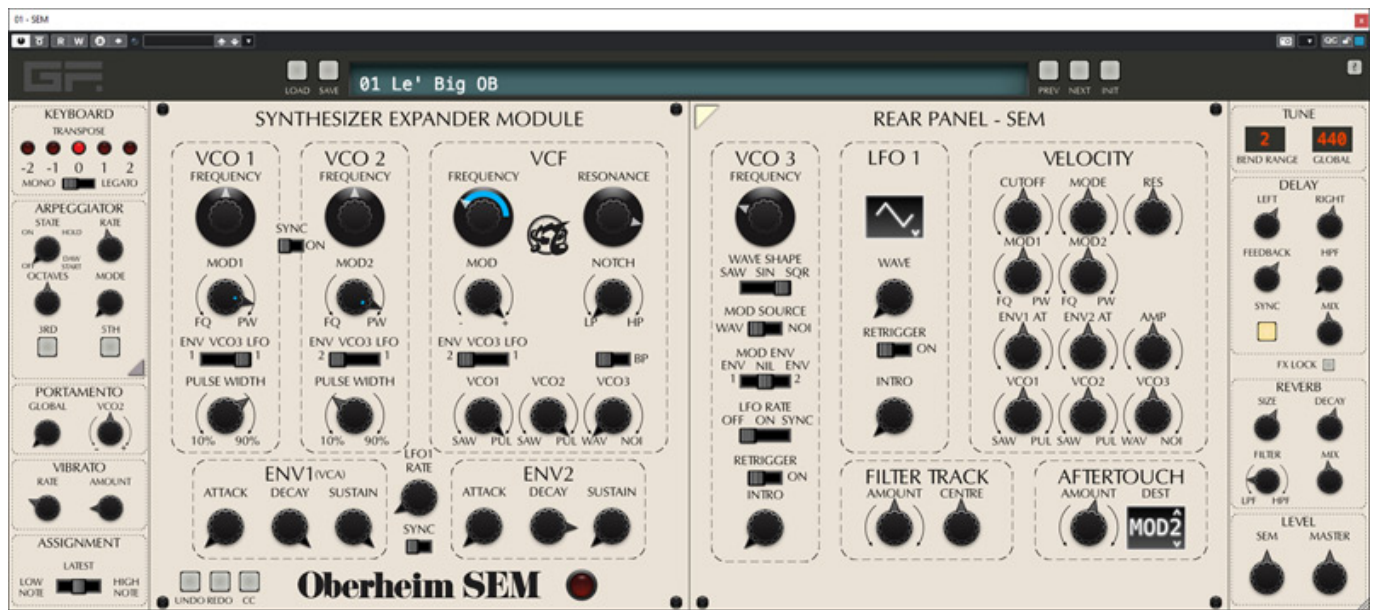 01 - SEM
R W
QC
GF
LOAD SAVE
01 Le' Big OB
PREV NEXT INIT
KEYBOARD
TRANSPOSE
-2 -1 0 1 2
MONO LEGATO
ARPEGGIATOR
STATE RATE
ON HOLD
OFF DAW START
OCTAVES MODE
3RD 5TH
PORTAMENTO
GLOBAL VCO2
- +
VIBRATO
RATE AMOUNT
ASSIGNMENT
LATEST
LOW NOTE HIGH NOTE
SYNTHESIZER EXPANDER MODULE
VCO 1
FREQUENCY
MOD1
FQ PW
ENV VCO3 LFO
1 1
PULSE WIDTH
10% 90%
SYNC
ON
VCO 2
FREQUENCY
MOD2
FQ PW
ENV VCO3 LFO
2 1
PULSE WIDTH
10% 90%
VCF
FREQUENCY RESONANCE
MOD NOTCH
- + LP HP
ENV VCO3 LFO
2 1 BP
VCO1 VCO2 VCO3
SAW PUL SAW PUL WAV NOI
ENV1(VCA)
ATTACK DECAY SUSTAIN
LFO1
RATE
SYNC
ENV2
ATTACK DECAY SUSTAIN
UNDO REDO CC
Oberheim SEM
REAR PANEL - SEM
VCO 3
FREQUENCY
WAVE SHAPE
SAW SIN SQR
MOD SOURCE
WAV NOI
MOD ENV
ENV NIL ENV
1 2
LFO RATE
OFF ON SYNC
RETRIGGER
ON
INTRO
LFO 1
WAVE
RETRIGGER
ON
INTRO
VELOCITY
CUTOFF MODE RES
MOD1 MOD2
FQ PW FQ PW
ENV1 AT ENV2 AT AMP
VCO1 VCO2 VCO3
SAW PUL SAW PUL WAV NOI
FILTER TRACK
AMOUNT CENTRE
AFTERTOUCH
AMOUNT DEST
MOD2
TUNE
2 440
BEND RANGE GLOBAL
DELAY
LEFT RIGHT
FEEDBACK HPF
SYNC MIX
FX LOCK
REVERB
SIZE DECAY
FILTER MIX
LPF HPF
LEVEL
SEM MASTER